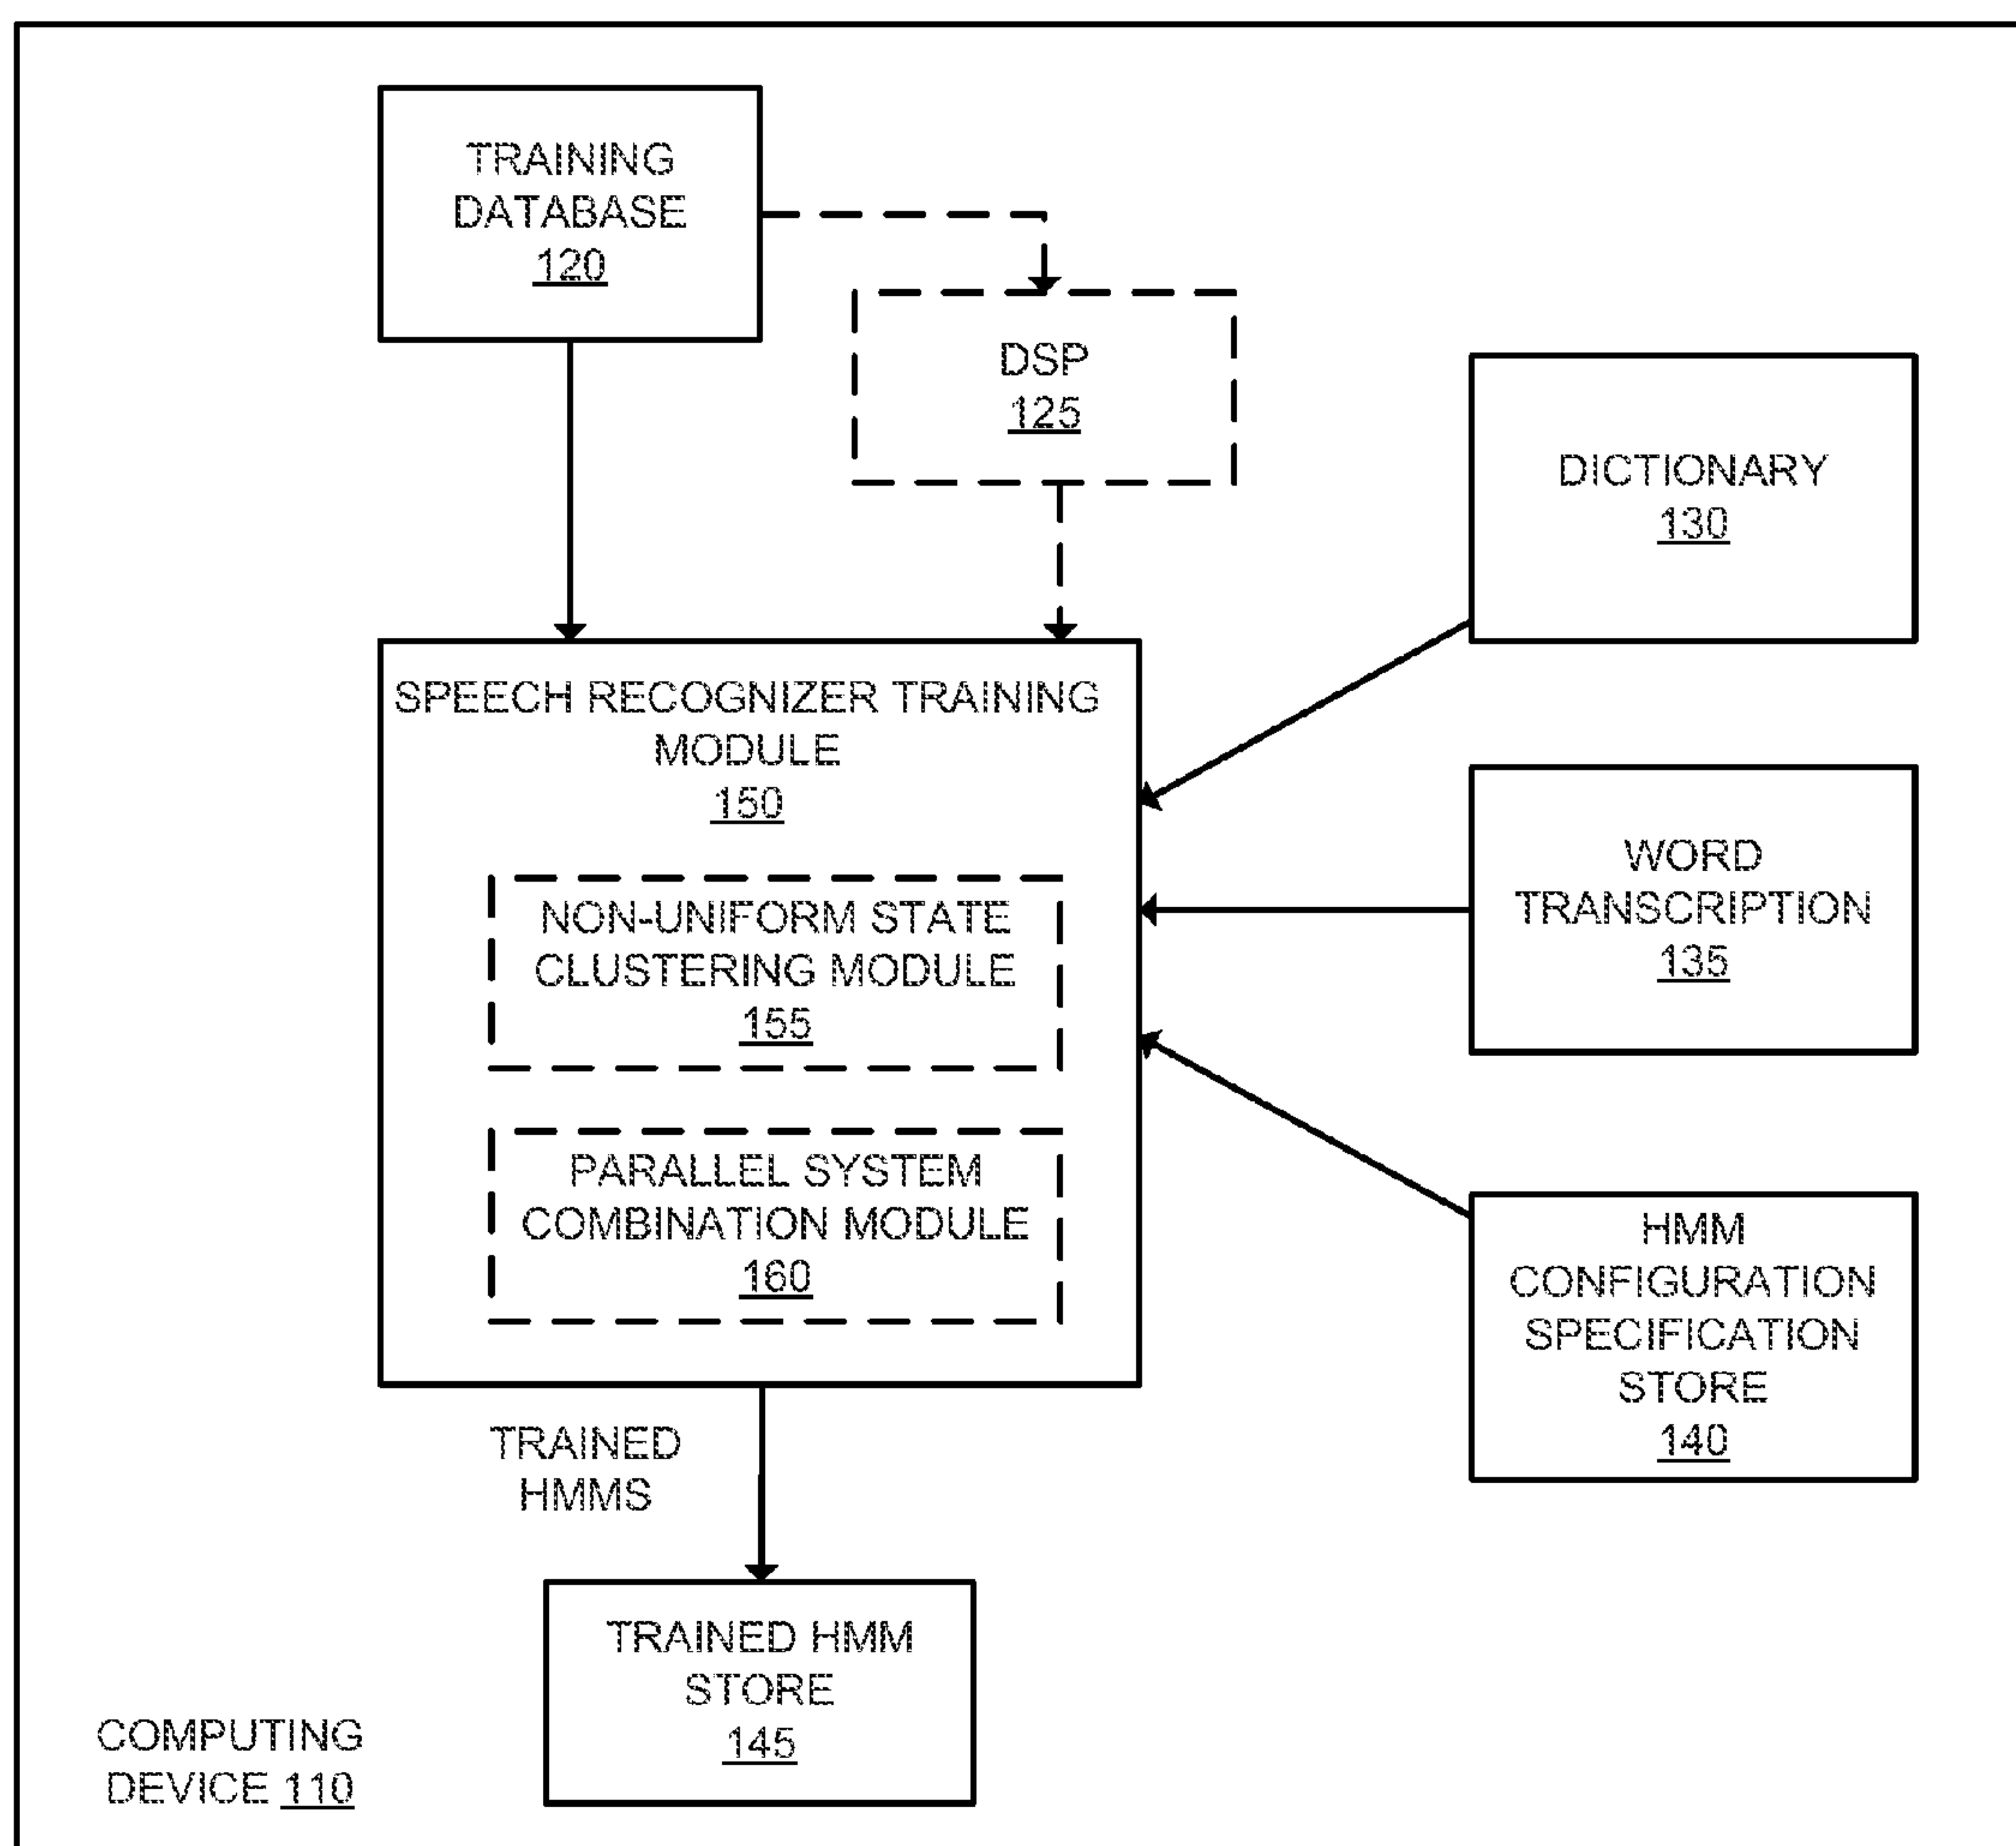 TRAINING
DATABASE
120
DSP
125
DICTIONARY
130
SPEECH RECOGNIZER TRAINING
MODULE
150
NON-UNIFORM STATE
CLUSTERING MODULE
155
PARALLEL SYSTEM
COMBINATION MODULE
160
WORD
TRANSCRIPTION
135
HMM
CONFIGURATION
SPECIFICATION
STORE
140
TRAINED
HMMS
TRAINED HMM
STORE
145
COMPUTING
DEVICE 110